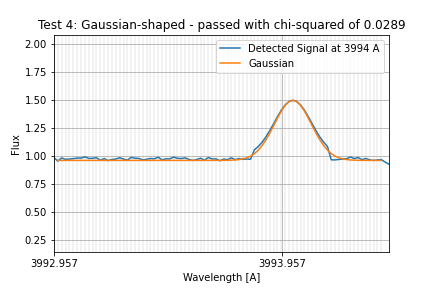 Test 4: Gaussian-shaped - passed with chi-squared of 0.0289
2.00
Detected Signal at 3994 A
Gaussian
1.75
1.50
1.25
1.00
0.75
0.50
0.25
Flux
3992.957
3993.957
Wavelength [A]